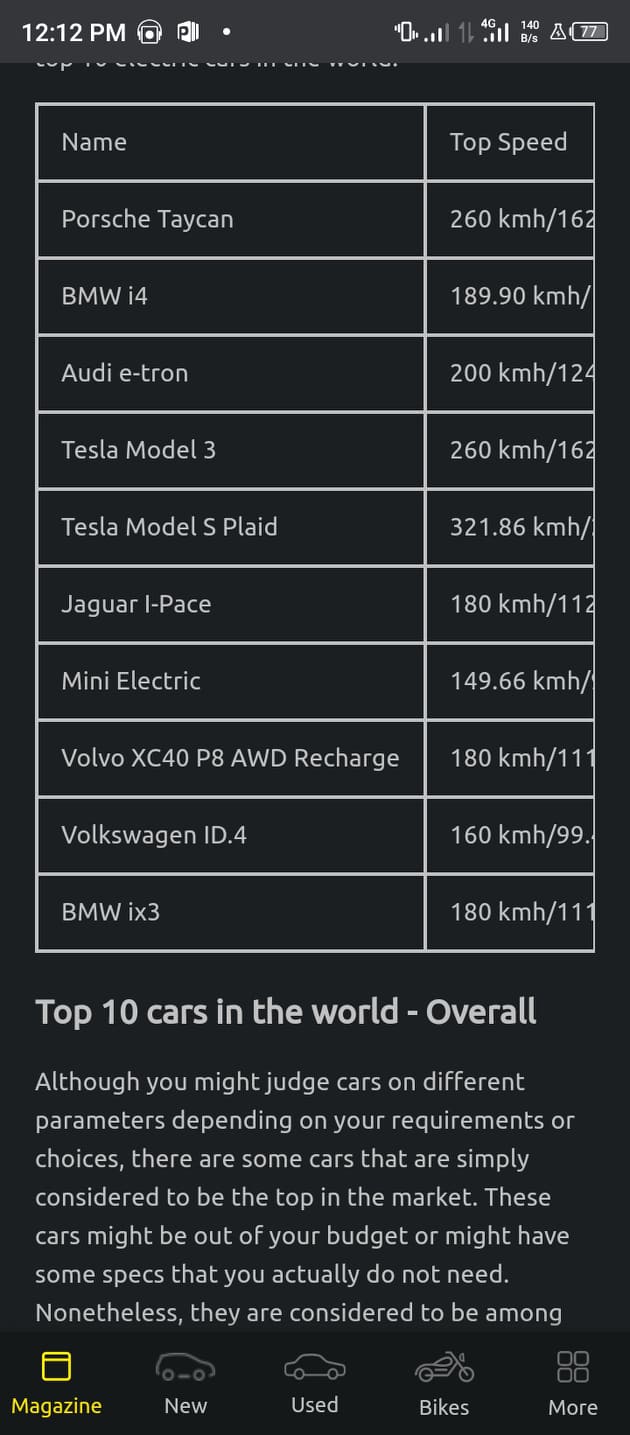 12:12 PM 4G 140 B/s 77
top 10 electric cars in the world.
Name Top Speed
Porsche Taycan 260 kmh/162
BMW i4 189.90 kmh/
Audi e-tron 200 kmh/124
Tesla Model 3 260 kmh/162
Tesla Model S Plaid 321.86 kmh/
Jaguar I-Pace 180 kmh/112
Mini Electric 149.66 kmh/
Volvo XC40 P8 AWD Recharge 180 kmh/111
Volkswagen ID.4 160 kmh/99.
BMW ix3 180 kmh/111
Top 10 cars in the world - Overall
Although you might judge cars on different
parameters depending on your requirements or
choices, there are some cars that are simply
considered to be the top in the market. These
cars might be out of your budget or might have
some specs that you actually do not need.
Nonetheless, they are considered to be among
Magazine New Used Bikes More